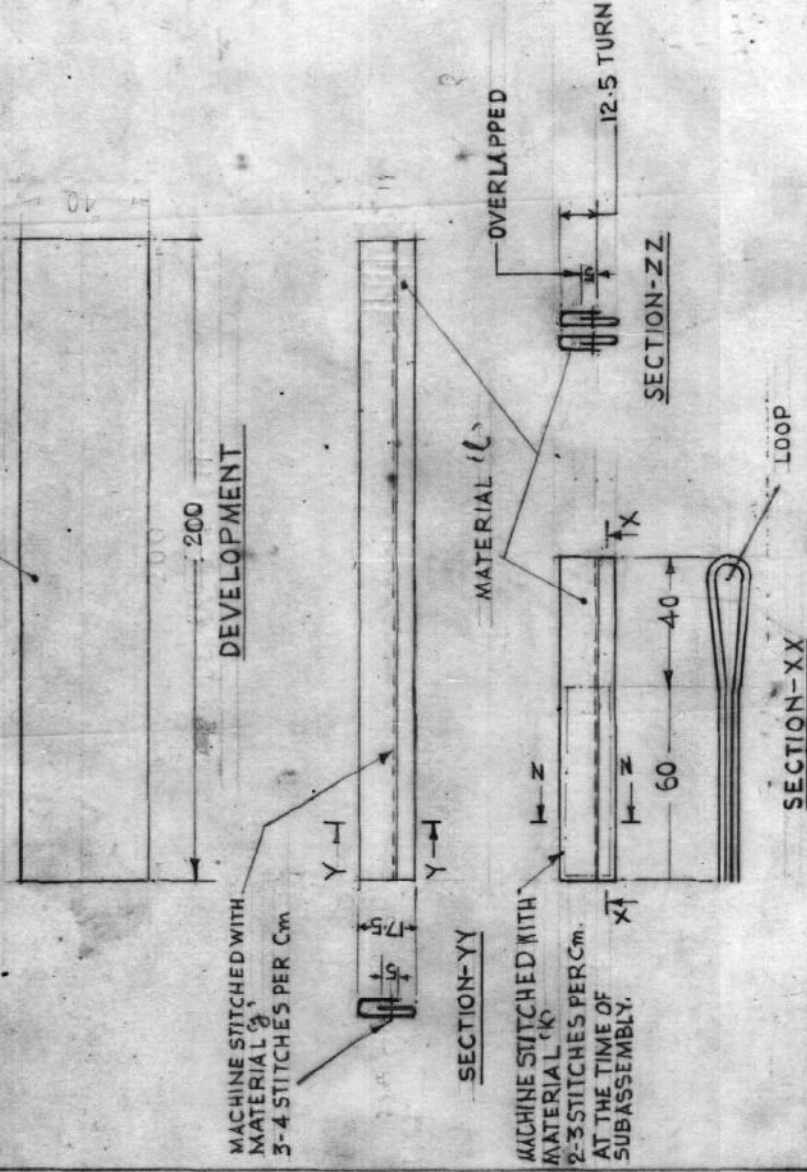 200
DEVELOPMENT
MACHINE STITCHED WITH
MATERIAL 'g'
3-4 STITCHES PER Cm
Y
Y
17.5
5
SECTION-YY
MATERIAL 'l'
OVERLAPPED
5
12.5 TURN
SECTION-ZZ
MACHINE STITCHED WITH
MATERIAL 'k'
2-3 STITCHES PER Cm.
AT THE TIME OF
SUBASSEMBLY.
Z
Z
X
X
60
40
LOOP
SECTION-XX